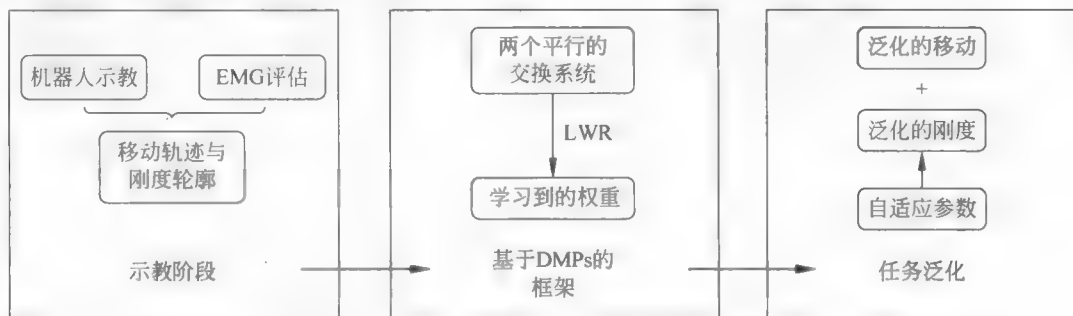 机器人示教
EMG评估
移动轨迹与
刚度轮廓
示教阶段
两个平行的
交换系统
LWR
学习到的权重
基于DMPs的
框架
泛化的移动
+
泛化的刚度
自适应参数
任务泛化